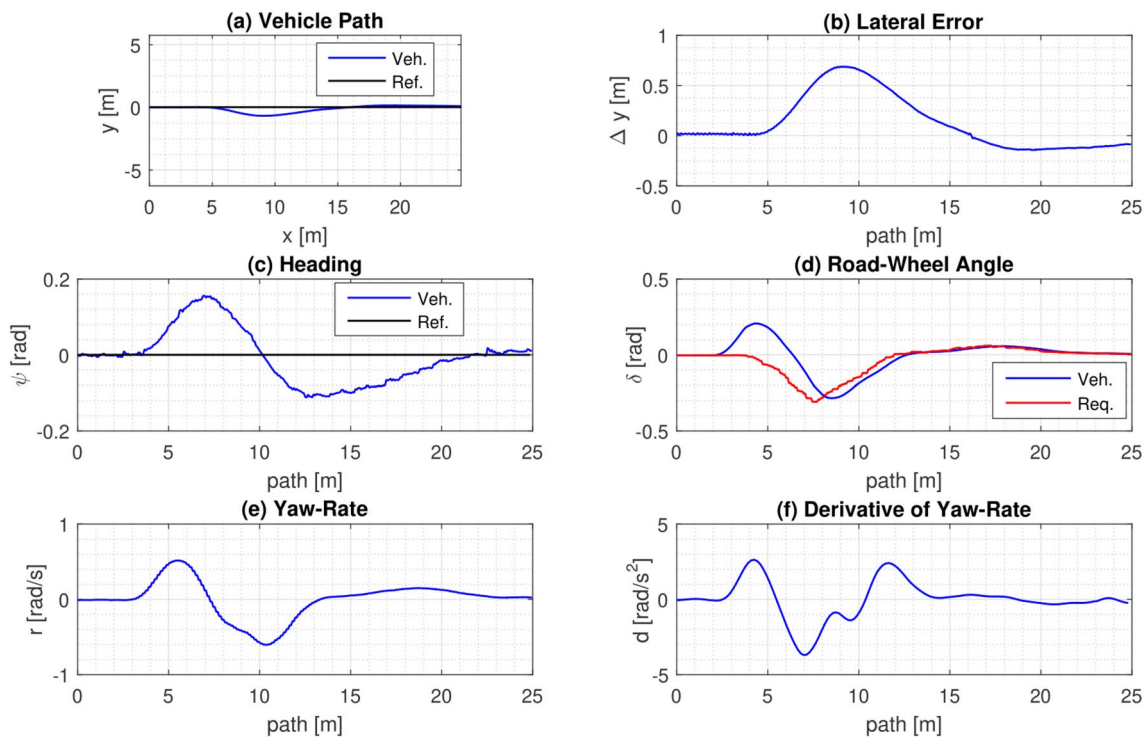 (a) Vehicle Path
5
0
-5
y [m]
Veh.
Ref.
0 5 10 15 20
x [m]
(b) Lateral Error
1
0.5
0
-0.5
Δ y [m]
0 5 10 15 20 25
path [m]
(c) Heading
0.2
0
-0.2
ψ [rad]
Veh.
Ref.
0 5 10 15 20 25
path [m]
(d) Road-Wheel Angle
0.5
0
-0.5
δ [rad]
Veh.
Req.
0 5 10 15 20 25
path [m]
(e) Yaw-Rate
1
0
-1
r [rad/s]
0 5 10 15 20 25
path [m]
(f) Derivative of Yaw-Rate
5
0
-5
d [rad/s²]
0 5 10 15 20 25
path [m]